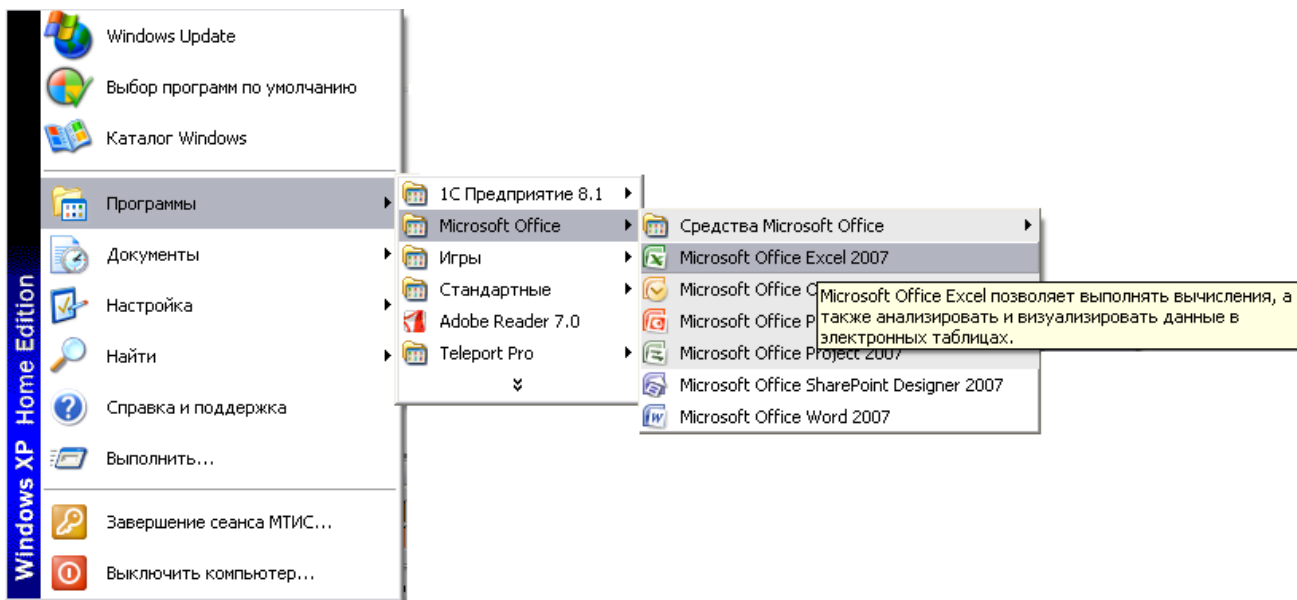 Windows XP Home Edition
Windows Update
Выбор программ по умолчанию
Каталог Windows
Программы
Документы
Настройка
Найти
Справка и поддержка
Выполнить...
Завершение сеанса МТИС...
Выключить компьютер...
1С Предприятие 8.1
Microsoft Office
Игры
Стандартные
Adobe Reader 7.0
Teleport Pro
Средства Microsoft Office
Microsoft Office Excel 2007
Microsoft Office O
Microsoft Office P
Microsoft Office Project 2007
Microsoft Office SharePoint Designer 2007
Microsoft Office Word 2007
Microsoft Office Excel позволяет выполнять вычисления, а
также анализировать и визуализировать данные в
электронных таблицах.